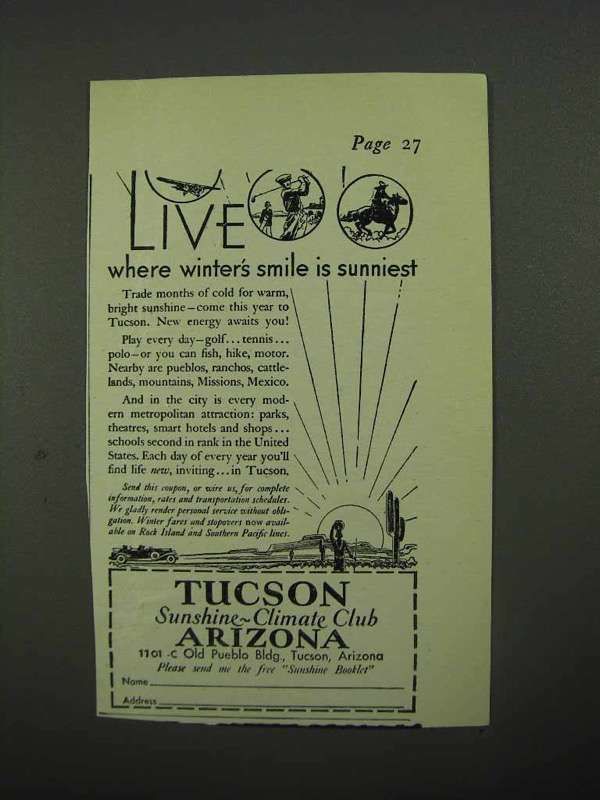 Page 27
LIVE
where winter's smile is sunniest
Trade months of cold for warm,
bright sunshine—come this year to
Tucson. New energy awaits you!
Play every day—golf...tennis...
polo—or you can fish, hike, motor.
Nearby are pueblos, ranchos, cattle-
lands, mountains, Missions, Mexico.
And in the city is every mod-
ern metropolitan attraction: parks,
theatres, smart hotels and shops...
schools second in rank in the United
States. Each day of every year you'll
find life new, inviting...in Tucson.
Send this coupon, or wire us, for complete
information, rates and transportation schedules.
We gladly render personal service without obli-
gation. Winter fares and stopovers now avail-
able on Rock Island and Southern Pacific lines.
TUCSON
Sunshine~Climate Club
ARIZONA
1101-C Old Pueblo Bldg., Tucson, Arizona
Please send me the free "Sunshine Booklet"
Name
Address